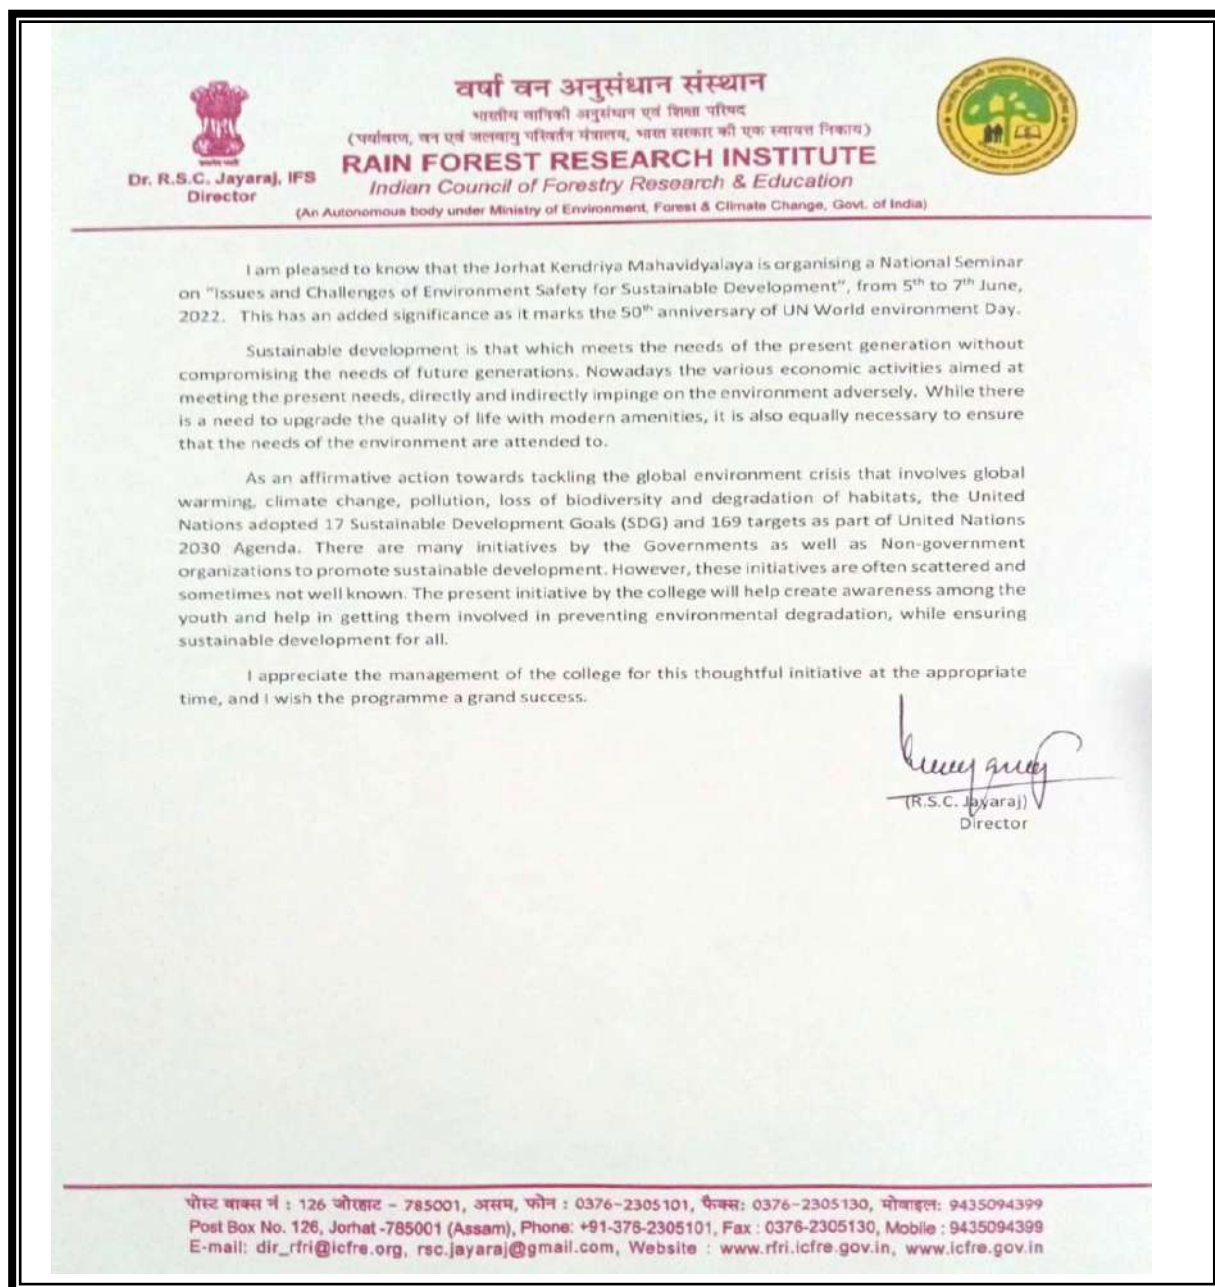 वर्षा वन अनुसंधान संस्थान
भारतीय वानिकी अनुसंधान एवं शिक्षा परिषद
(पर्यावरण, वन एवं जलवायु परिवर्तन मंत्रालय, भारत सरकार की एक स्वायत्त निकाय)
RAIN FOREST RESEARCH INSTITUTE
Indian Council of Forestry Research & Education
(An Autonomous body under Ministry of Environment, Forest & Climate Change, Govt. of India)
Dr. R.S.C. Jayaraj, IFS
Director
I am pleased to know that the Jorhat Kendriya Mahavidyalaya is organising a National Seminar
on "Issues and Challenges of Environment Safety for Sustainable Development", from 5th to 7th June,
2022. This has an added significance as it marks the 50th anniversary of UN World environment Day.
Sustainable development is that which meets the needs of the present generation without
compromising the needs of future generations. Nowadays the various economic activities aimed at
meeting the present needs, directly and indirectly impinge on the environment adversely. While there
is a need to upgrade the quality of life with modern amenities, it is also equally necessary to ensure
that the needs of the environment are attended to.
As an affirmative action towards tackling the global environment crisis that involves global
warming, climate change, pollution, loss of biodiversity and degradation of habitats, the United
Nations adopted 17 Sustainable Development Goals (SDG) and 169 targets as part of United Nations
2030 Agenda. There are many initiatives by the Governments as well as Non-government
organizations to promote sustainable development. However, these initiatives are often scattered and
sometimes not well known. The present initiative by the college will help create awareness among the
youth and help in getting them involved in preventing environmental degradation, while ensuring
sustainable development for all.
I appreciate the management of the college for this thoughtful initiative at the appropriate
time, and I wish the programme a grand success.
(R.S.C. Jayaraj)
Director
पोस्ट बाक्स नं : 126 जोरहाट - 785001, असम, फोन : 0376-2305101, फैक्स: 0376-2305130, मोबाइल: 9435094399
Post Box No. 126, Jorhat -785001 (Assam), Phone: +91-376-2305101, Fax : 0376-2305130, Mobile : 9435094399
E-mail: dir_rfri@icfre.org, rsc.jayaraj@gmail.com, Website : www.rfri.icfre.gov.in, www.icfre.gov.in